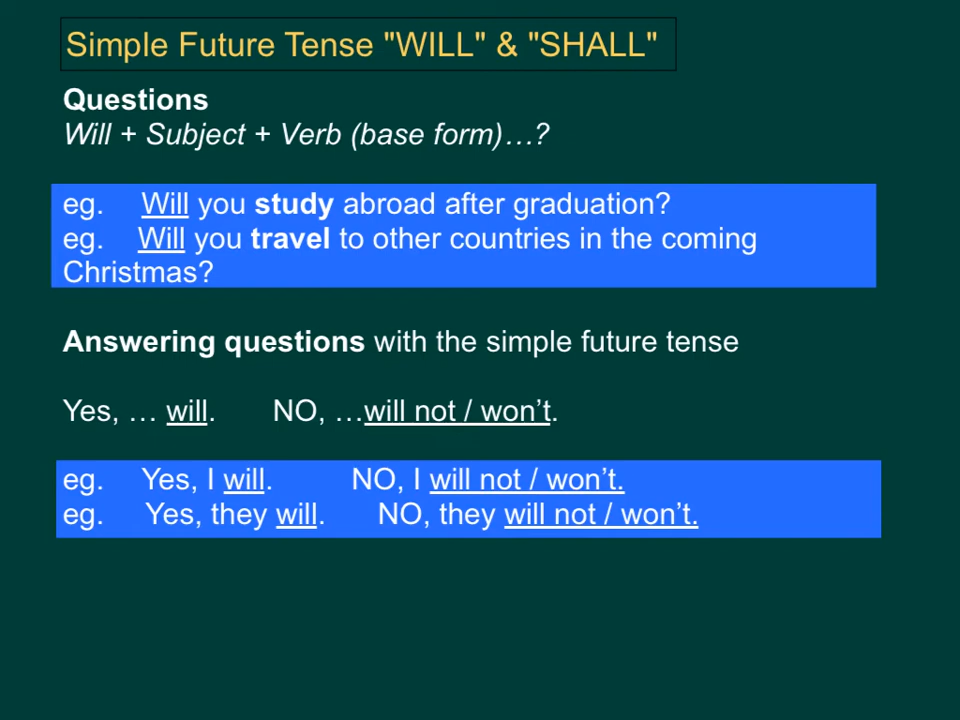 Simple Future Tense "WILL" & "SHALL"
Questions
Will + Subject + Verb (base form)…?
eg. Will you study abroad after graduation?
eg. Will you travel to other countries in the coming
Christmas?
Answering questions with the simple future tense
Yes, … will. NO, …will not / won’t.
eg. Yes, I will. NO, I will not / won’t.
eg. Yes, they will. NO, they will not / won’t.